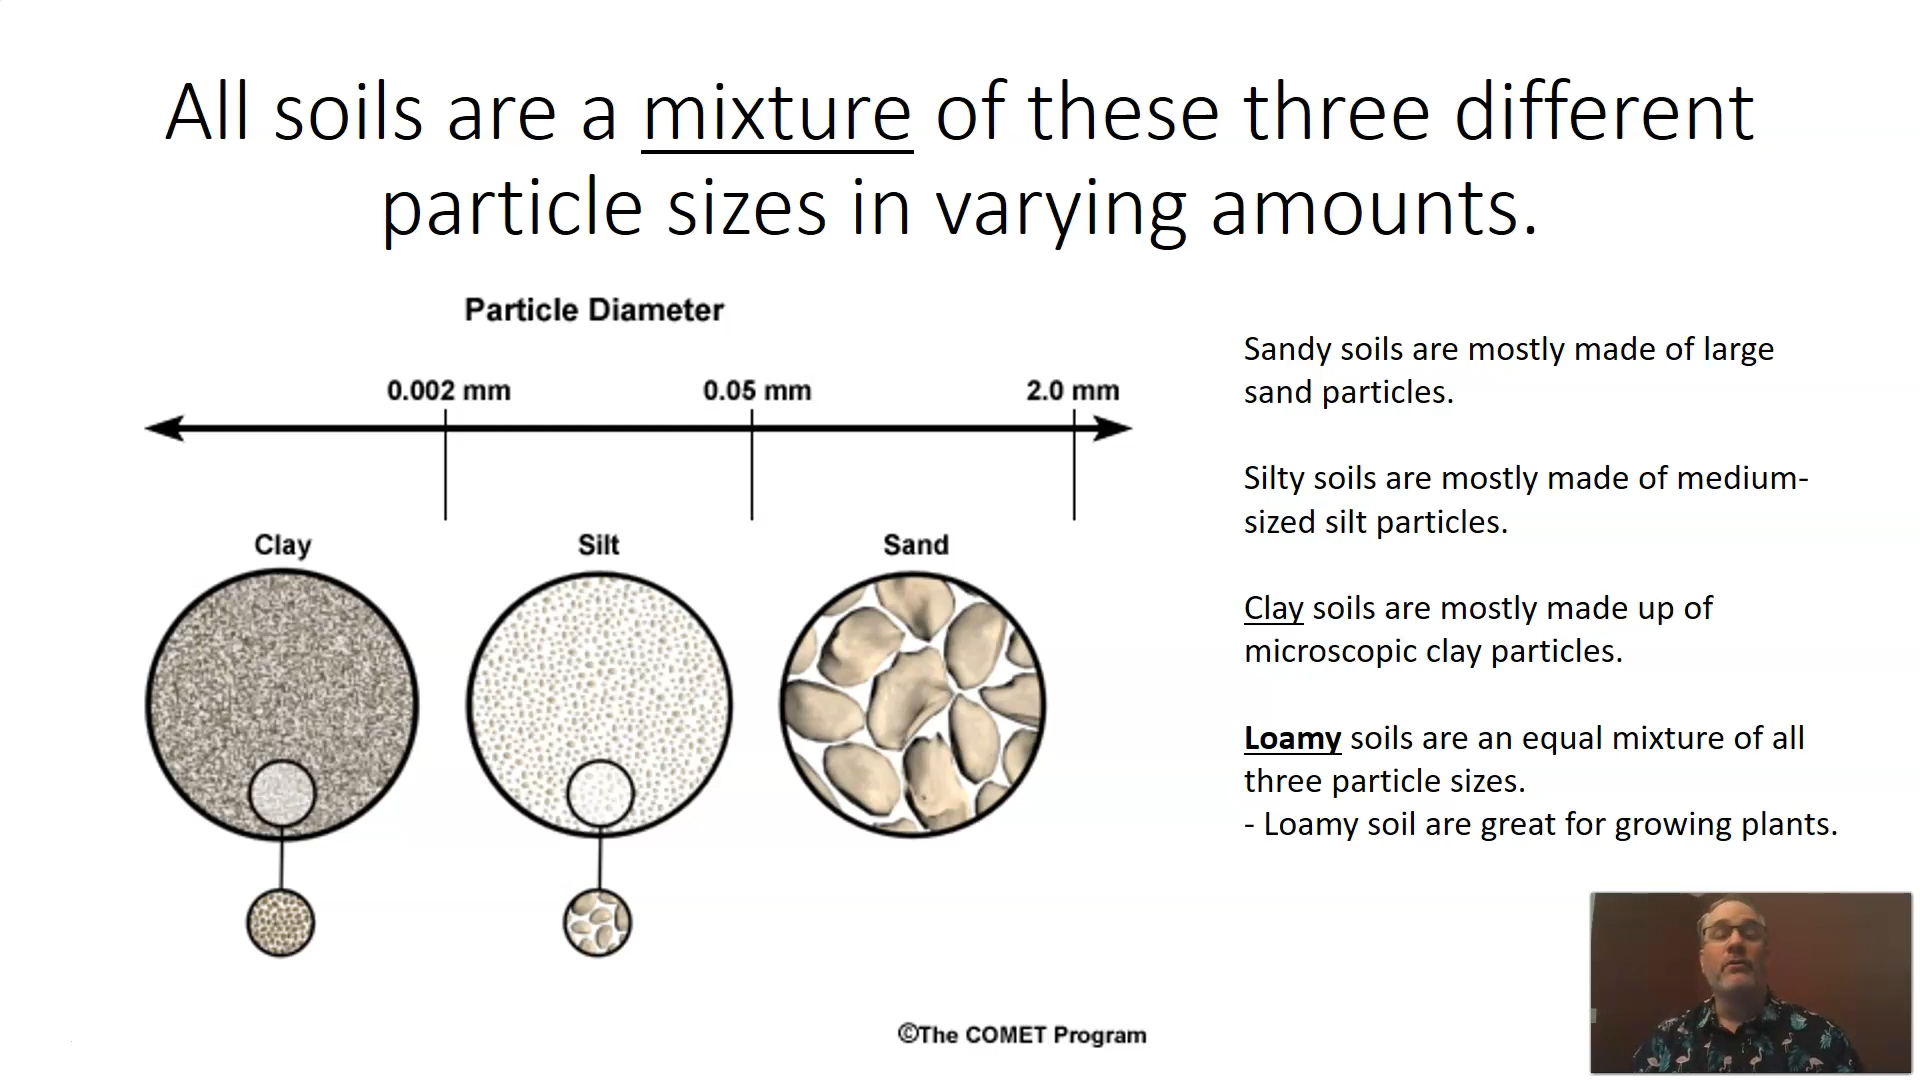 All soils are a mixture of these three different
particle sizes in varying amounts.
Particle Diameter
0.002 mm
0.05 mm
2.0 mm
Clay
Silt
Sand
©The COMET Program
Sandy soils are mostly made of large
sand particles.
Silty soils are mostly made of medium-
sized silt particles.
Clay soils are mostly made up of
microscopic clay particles.
Loamy soils are an equal mixture of all
three particle sizes.
- Loamy soil are great for growing plants.